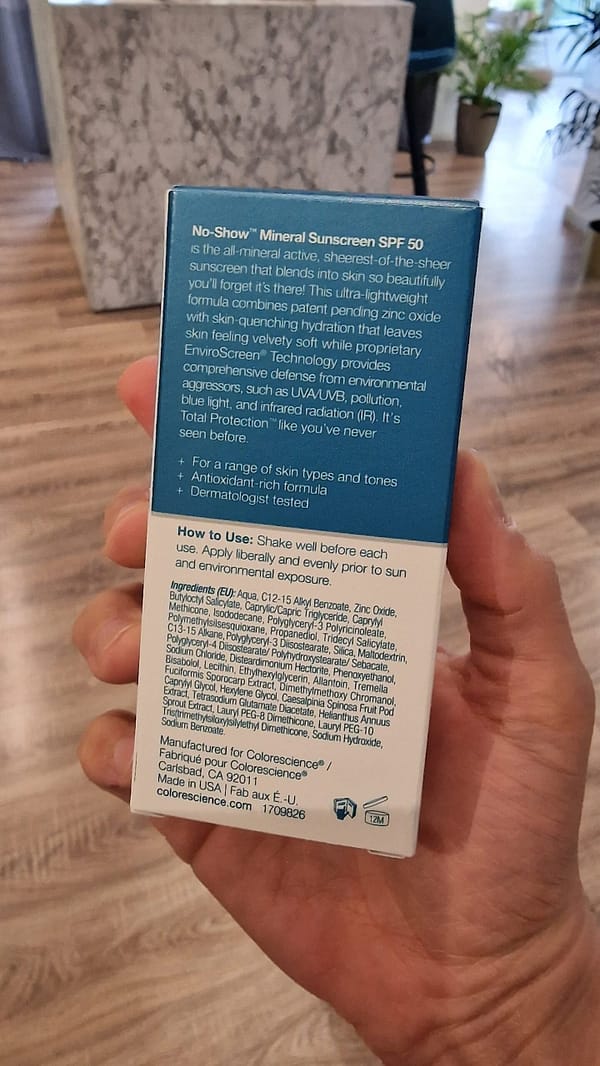 No-Show™ Mineral Sunscreen SPF 50
is the all-mineral active, sheerest-of-the-sheer
sunscreen that blends into skin so beautifully
you'll forget it's there! This ultra-lightweight
formula combines patent pending zinc oxide
with skin-quenching hydration that leaves
skin feeling velvety soft while proprietary
EnviroScreen® Technology provides
comprehensive defense from environmental
aggressors, such as UVA/UVB, pollution,
blue light, and infrared radiation (IR). It's
Total Protection™ like you've never
seen before.
+ For a range of skin types and tones
+ Antioxidant-rich formula
+ Dermatologist tested
How to Use: Shake well before each
use. Apply liberally and evenly prior to sun
and environmental exposure.
Ingredients (EU): Aqua, C12-15 Alkyl Benzoate, Zinc Oxide,
Butyloctyl Salicylate, Caprylic/Capric Triglyceride, Caprylyl
Methicone, Isododecane, Polyglyceryl-3 Polyricinoleate,
Polymethylsilsesquioxane, Propanediol, Tridecyl Salicylate,
C13-15 Alkane, Polyglyceryl-3 Diisostearate, Silica, Maltodextrin,
Polyglyceryl-4 Diisostearate/ Polyhydroxystearate/ Sebacate,
Sodium Chloride, Disteardimonium Hectorite, Phenoxyethanol,
Bisabolol, Lecithin, Ethylhexylglycerin, Allantoin, Tremella
Fuciformis Sporocarp Extract, Dimethylmethoxy Chromanol,
Caprylyl Glycol, Hexylene Glycol, Caesalpinia Spinosa Fruit Pod
Extract, Tetrasodium Glutamate Diacetate, Helianthus Annuus
Sprout Extract, Lauryl PEG-8 Dimethicone, Lauryl PEG-10
Tris(trimethylsiloxy)silylethyl Dimethicone, Sodium Hydroxide,
Sodium Benzoate.
Manufactured for Colorescience® /
Fabriqué pour Colorescience®
Carlsbad, CA 92011
Made in USA | Fab aux É.-U.
colorescience.com 1709826
12M